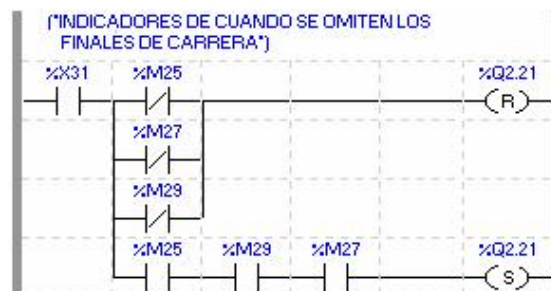 (*INDICADORES DE CUANDO SE OMITEN LOS
FINALES DE CARRERA*)
%X31 %M25 %Q2.21
R
%M27
%M29
%M25 %M29 %M27 %Q2.21
S